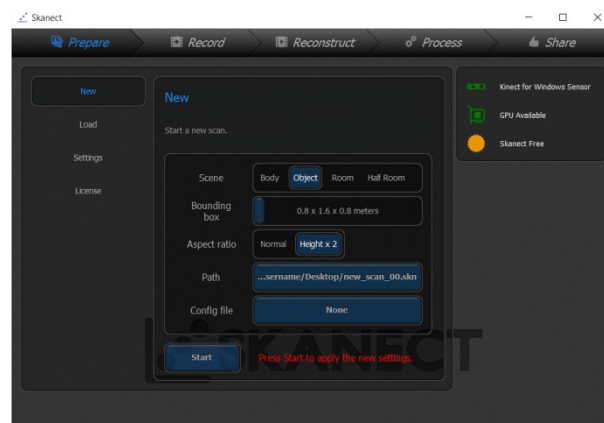 Skanect
Prepare
Record
Reconstruct
Process
Share
New
Load
Settings
License
New
Start a new scan.
Scene
Body Object Room Half Room
Bounding
box
0.8 x 1.6 x 0.8 meters
Aspect ratio
Normal Height x 2
Path
...sername/Desktop/new_scan_00.skn
Config file
None
Start
Press Start to apply the new settings.
SKANECT
Kinect for Windows Sensor
GPU Available
Skanect Free